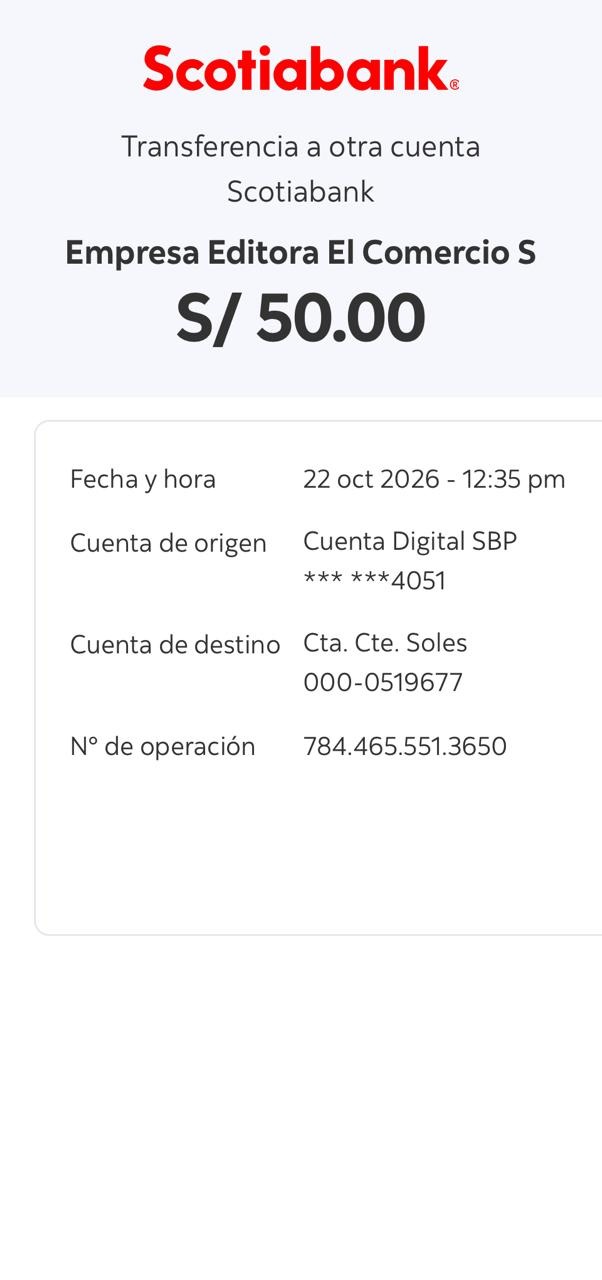 Scotiabank®
Transferencia a otra cuenta
Scotiabank
Empresa Editora El Comercio S
S/ 50.00
Fecha y hora 22 oct 2026 - 12:35 pm
Cuenta de origen Cuenta Digital SBP
*** ***4051
Cuenta de destino Cta. Cte. Soles
000-0519677
N° de operación 784.465.551.3650